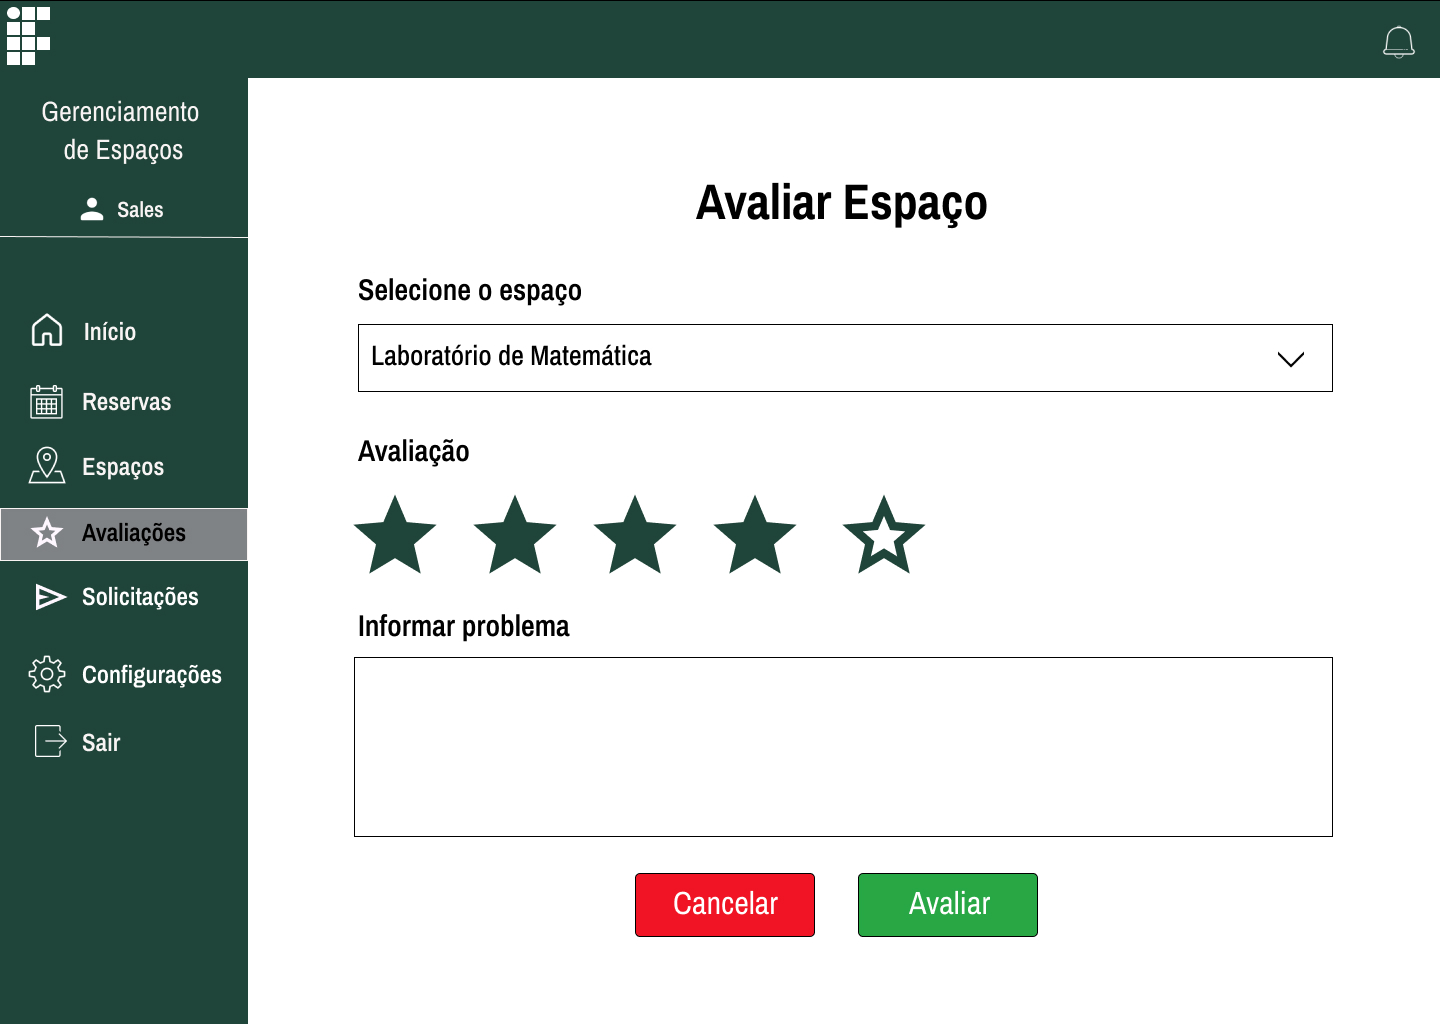 Gerenciamento
de Espaços
Sales
Início
Reservas
Espaços
Avaliações
Solicitações
Configurações
Sair
Avaliar Espaço
Selecione o espaço
Laboratório de Matemática
Avaliação
Informar problema
Cancelar
Avaliar